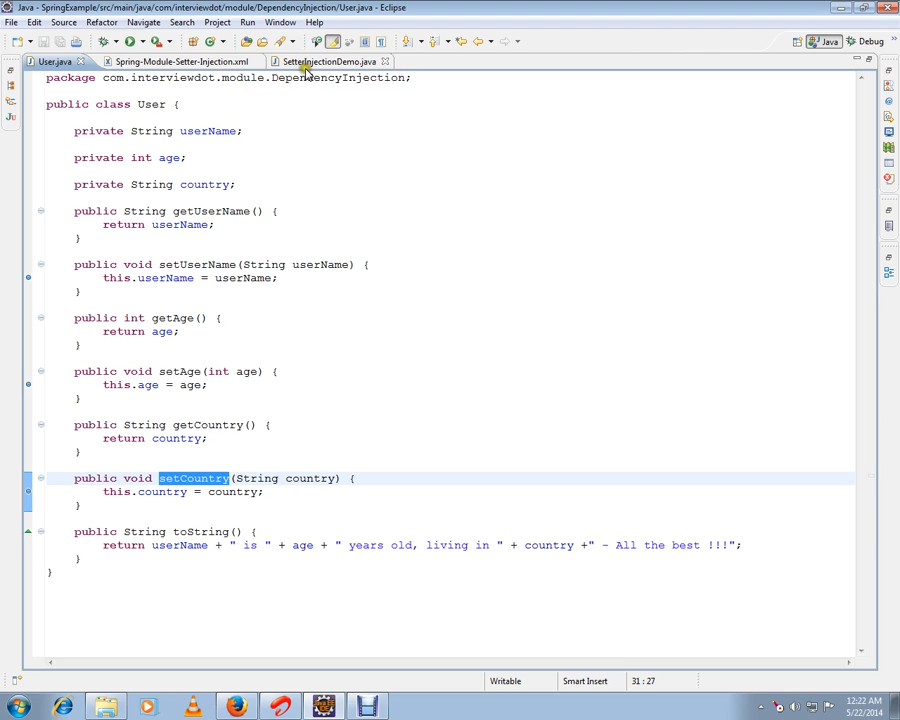 Java - SpringExample/src/main/java/com/interviewdot/module/DependencyInjection/User.java - Eclipse
File Edit Source Refactor Navigate Search Project Run Window Help
Java Debug
User.java Spring-Module-Setter-Injection.xml SetterInjectionDemo.java
package com.interviewdot.module.DependencyInjection;
public class User {
private String userName;
private int age;
private String country;
public String getUserName() {
return userName;
}
public void setUserName(String userName) {
this.userName = userName;
}
public int getAge() {
return age;
}
public void setAge(int age) {
this.age = age;
}
public String getCountry() {
return country;
}
public void setCountry(String country) {
this.country = country;
}
public String toString() {
return userName + " is " + age + " years old, living in " + country +" - All the best !!!";
}
}
Writable Smart Insert 31 : 27
12:22 AM
5/22/2014